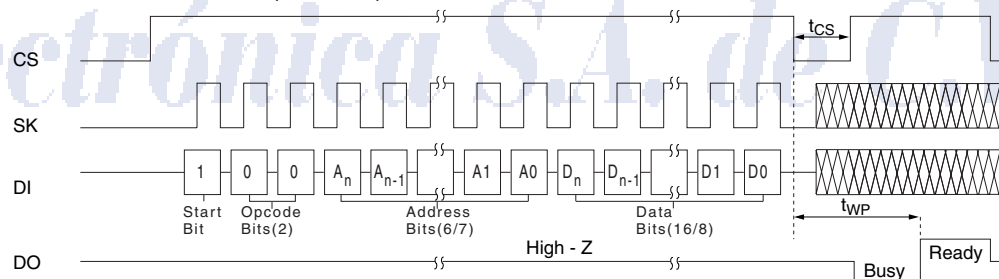 ectrónica S.A. de C
tCS
CS
SK
DI
1 0 0 An An-1 A1 A0 Dn Dn-1 D1 D0
Start Bit
Opcode Bits(2)
Address Bits(6/7)
Data Bits(16/8)
tWP
DO
High - Z
Busy
Ready